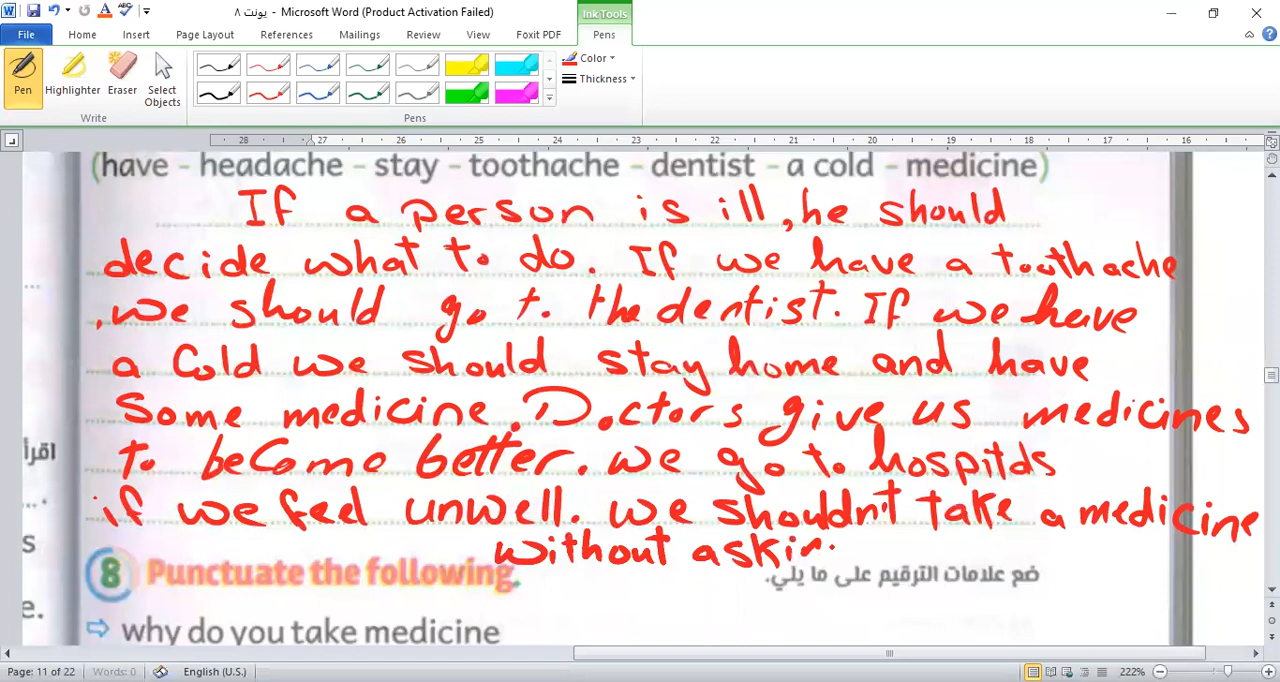 يونت ٨ - Microsoft Word (Product Activation Failed)
Ink Tools
File Home Insert Page Layout References Mailings Review View Foxit PDF Pens
Pen Highlighter Eraser Select Objects
Color
Thickness
Write
Pens
28 27 26 25 24 23 22 21 20 19 18 17 16
(have - headache - stay - toothache - dentist - a cold - medicine)
If a person is ill, he should
decide what to do. If we have a toothache
, we should go to the dentist. If we have
a Cold we should stay home and have
Some medicine. Doctors give us medicines
to become better. we go to hospitals
if we feel unwell. we shouldn't take a medicine
without askin
اقرأ
s
e.
8 Punctuate the following.
ضع علامات الترقيم على ما يلي.
⇨ why do you take medicine
Page: 11 of 22 Words: 0 English (U.S.) 222%